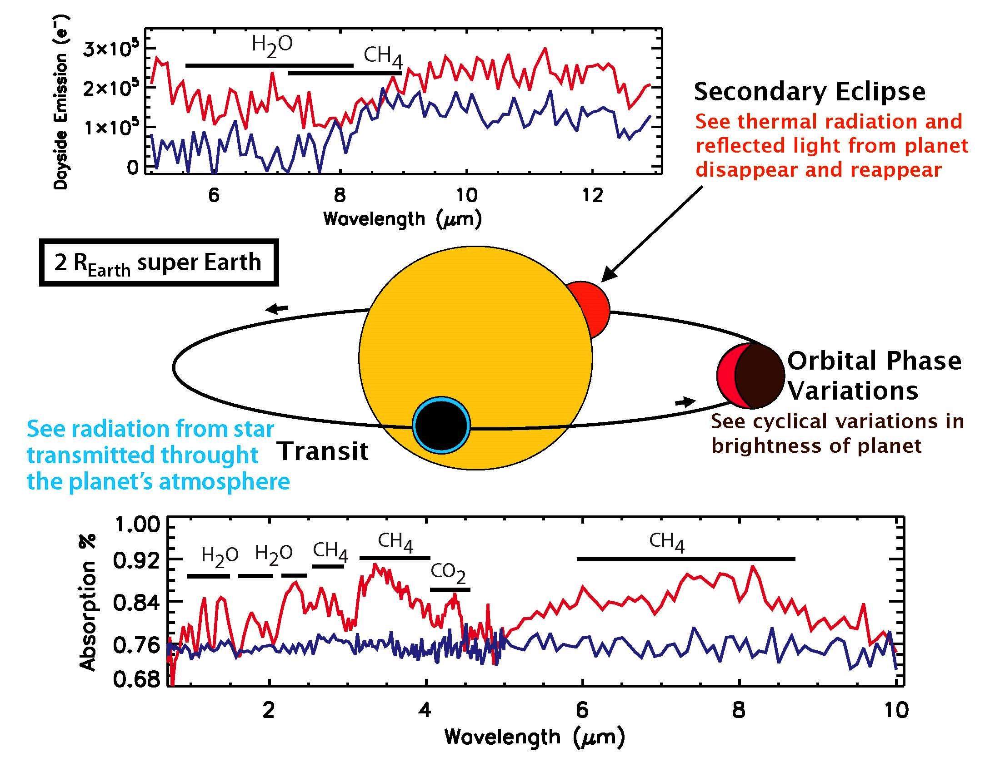 Dayside Emission (e⁻)
3×10⁵
2×10⁵
1×10⁵
0
H₂O
CH₄
6 8 10 12
Wavelength (μm)
Secondary Eclipse
See thermal radiation and
reflected light from planet
disappear and reappear
2 R_Earth super Earth
Orbital Phase
Variations
See cyclical variations in
brightness of planet
See radiation from star
transmitted throught
the planet's atmosphere
Transit
Absorption %
1.00
0.92
0.84
0.76
0.68
H₂O H₂O CH₄ CH₄ CO₂ CH₄
2 4 6 8 10
Wavelength (μm)